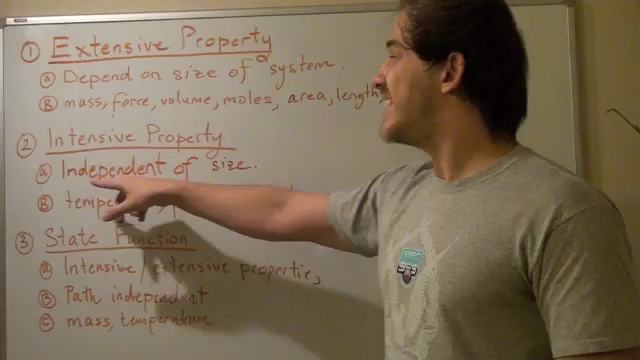 ① Extensive Property
ⓐ Depend on size of a system.
Ⓑ mass, force, volume, moles, area, length,
② Intensive Property
ⓐ Independent of size.
Ⓑ
③ State Function
ⓐ Intensive/extensive properties,
Ⓑ Path independent
ⓒ mass, temperature